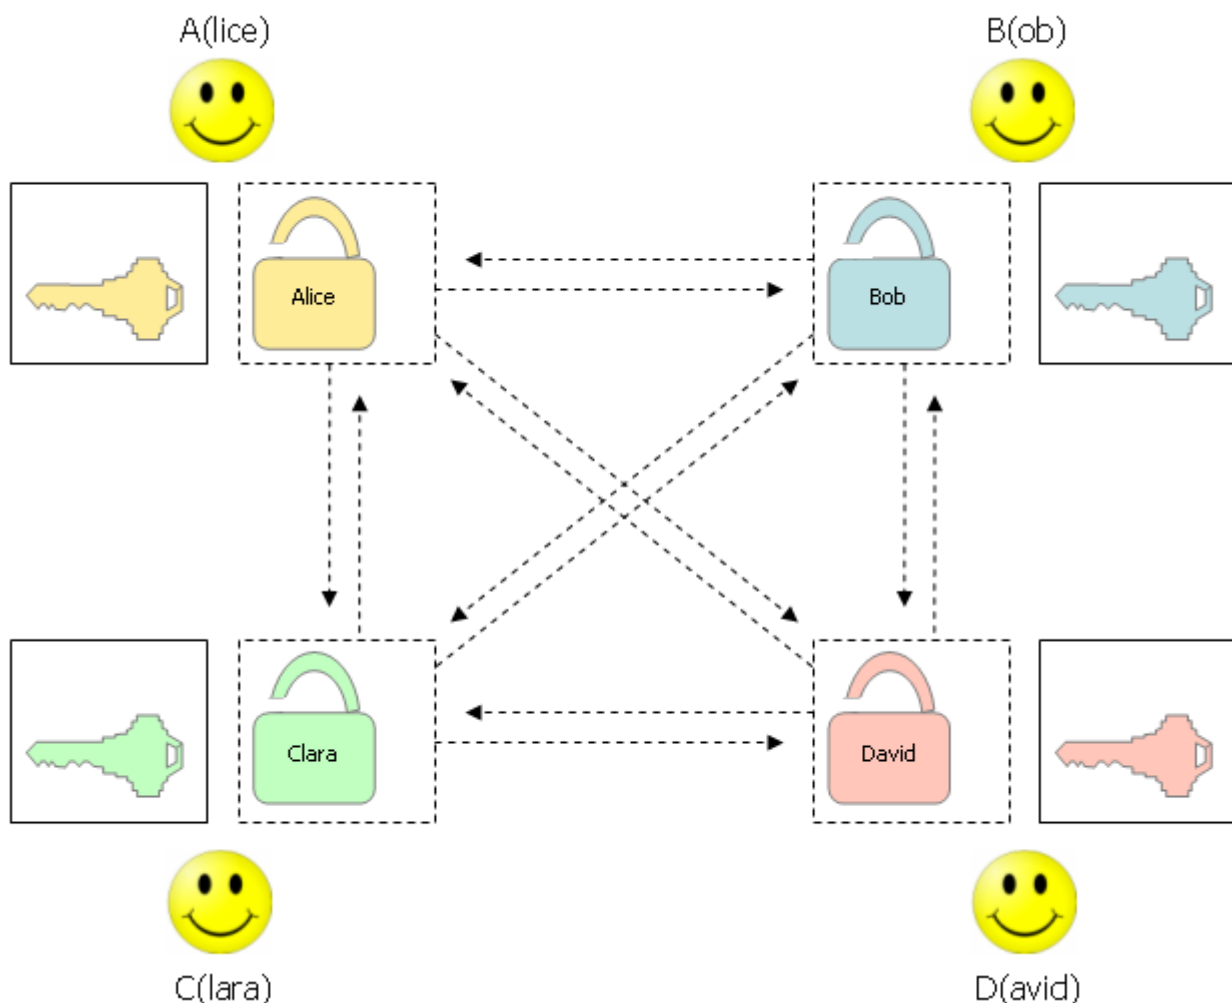 A(lice)
B(ob)
Alice
Bob
Clara
David
C(lara)
D(avid)